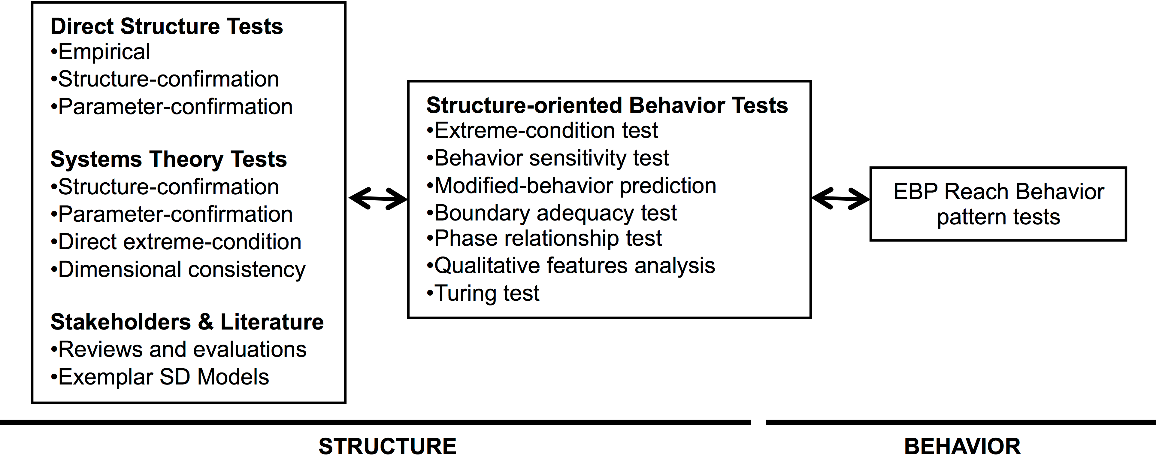 Direct Structure Tests
•Empirical
•Structure-confirmation
•Parameter-confirmation
Systems Theory Tests
•Structure-confirmation
•Parameter-confirmation
•Direct extreme-condition
•Dimensional consistency
Stakeholders & Literature
•Reviews and evaluations
•Exemplar SD Models
Structure-oriented Behavior Tests
•Extreme-condition test
•Behavior sensitivity test
•Modified-behavior prediction
•Boundary adequacy test
•Phase relationship test
•Qualitative features analysis
•Turing test
EBP Reach Behavior
pattern tests
STRUCTURE
BEHAVIOR